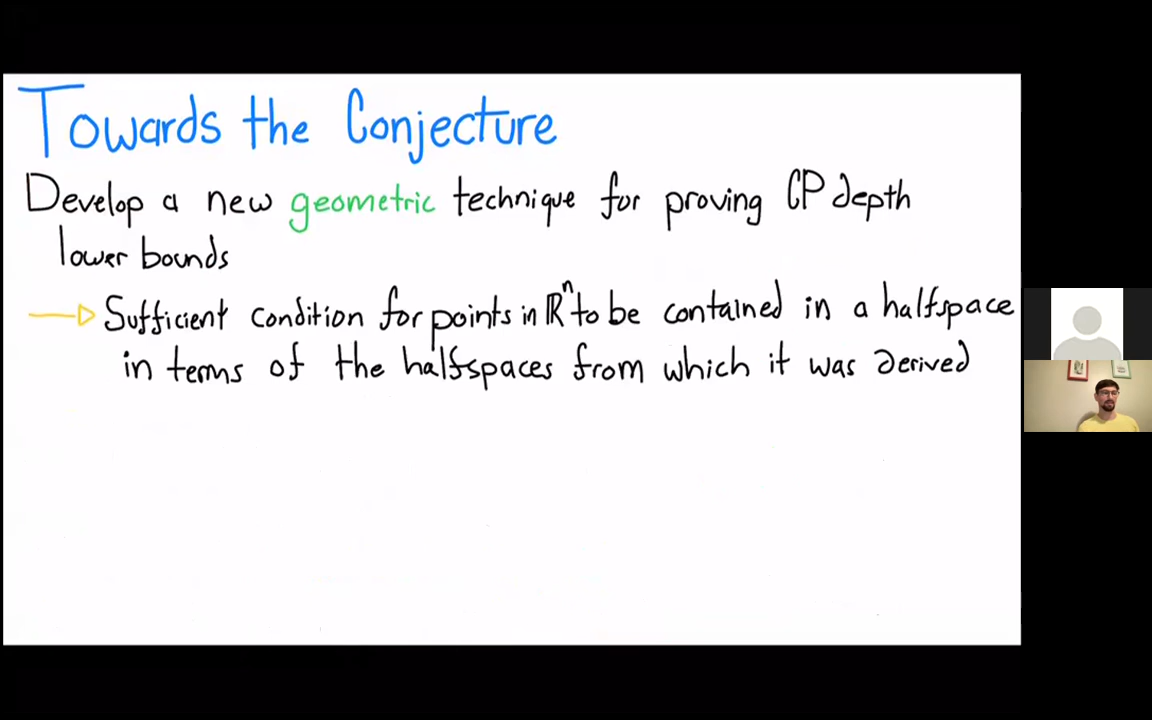 Towards the Conjecture
Develop a new geometric technique for proving CP depth
lower bounds
Sufficient condition for points in ℝⁿ to be contained in a halfspace
in terms of the halfspaces from which it was derived